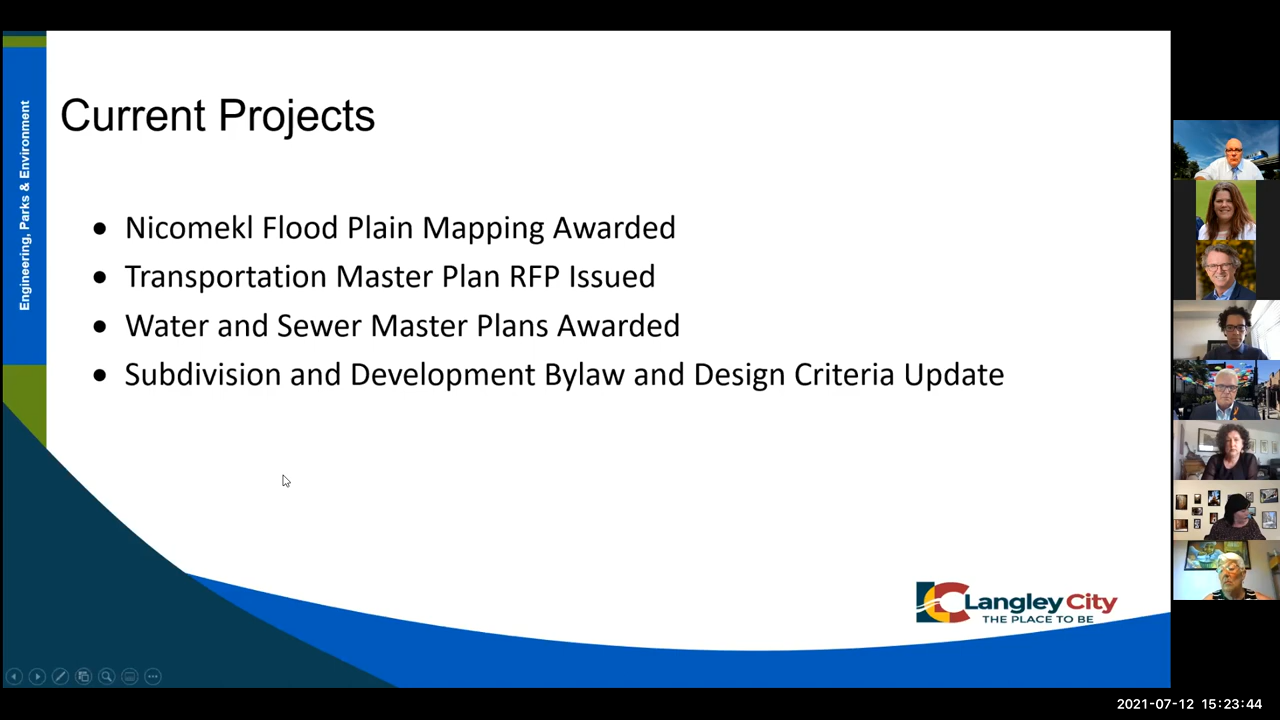 Engineering, Parks & Environment
Current Projects
• Nicomekl Flood Plain Mapping Awarded
• Transportation Master Plan RFP Issued
• Water and Sewer Master Plans Awarded
• Subdivision and Development Bylaw and Design Criteria Update
Langley City
THE PLACE TO BE
2021-07-12 15:23:44